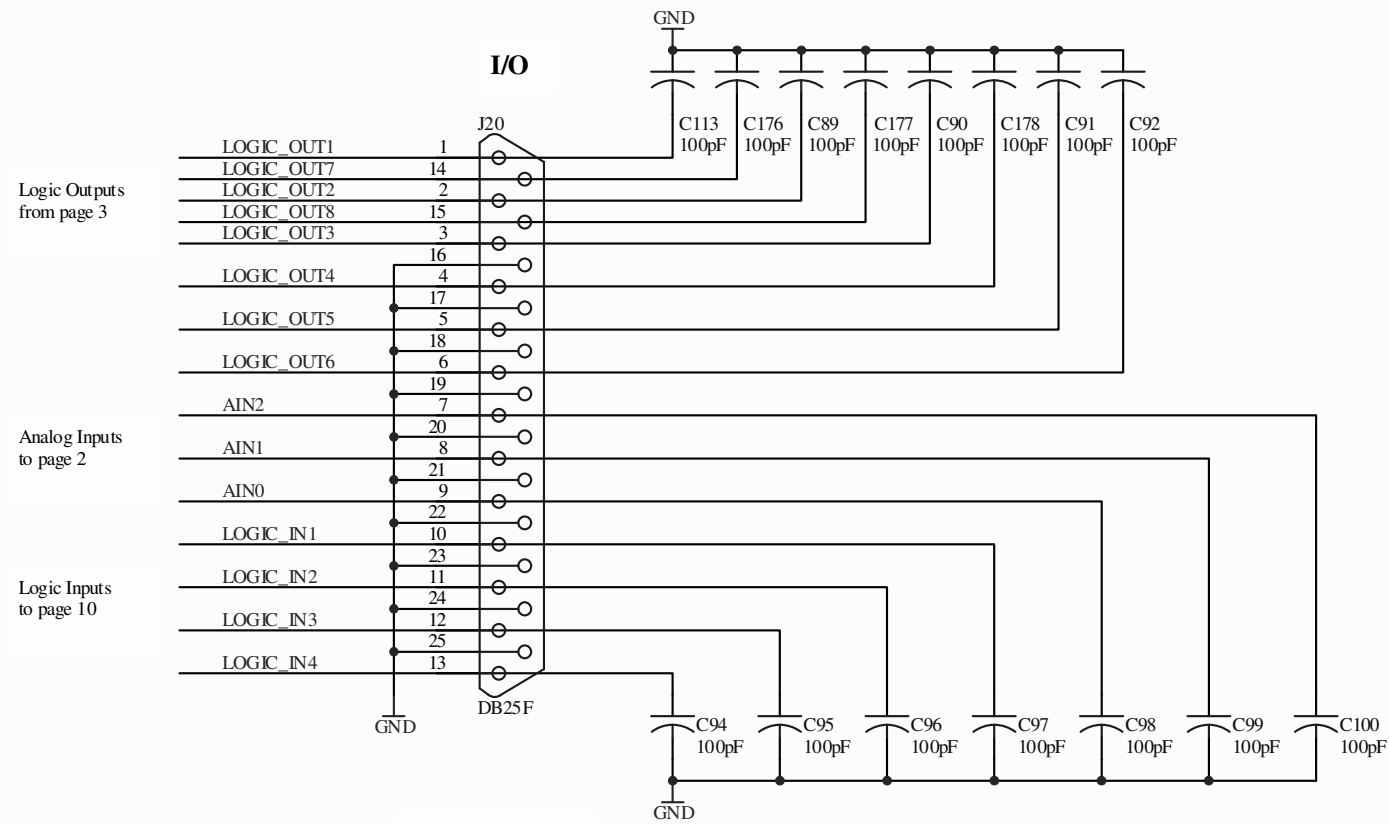 GND
I/O
J20
C113
100pF
C176
100pF
C89
100pF
C177
100pF
C90
100pF
C178
100pF
C91
100pF
C92
100pF
Logic Outputs
from page 3
LOGIC_OUT1 1
LOGIC_OUT7 14
LOGIC_OUT2 2
LOGIC_OUT8 15
LOGIC_OUT3 3
16
LOGIC_OUT4 4
17
LOGIC_OUT5 5
18
LOGIC_OUT6 6
19
Analog Inputs
to page 2
AIN2 7
20
AIN1 8
21
AIN0 9
22
Logic Inputs
to page 10
LOGIC_IN1 10
23
LOGIC_IN2 11
24
LOGIC_IN3 12
25
LOGIC_IN4 13
DB25F
GND
C94
100pF
C95
100pF
C96
100pF
C97
100pF
C98
100pF
C99
100pF
C100
100pF
GND